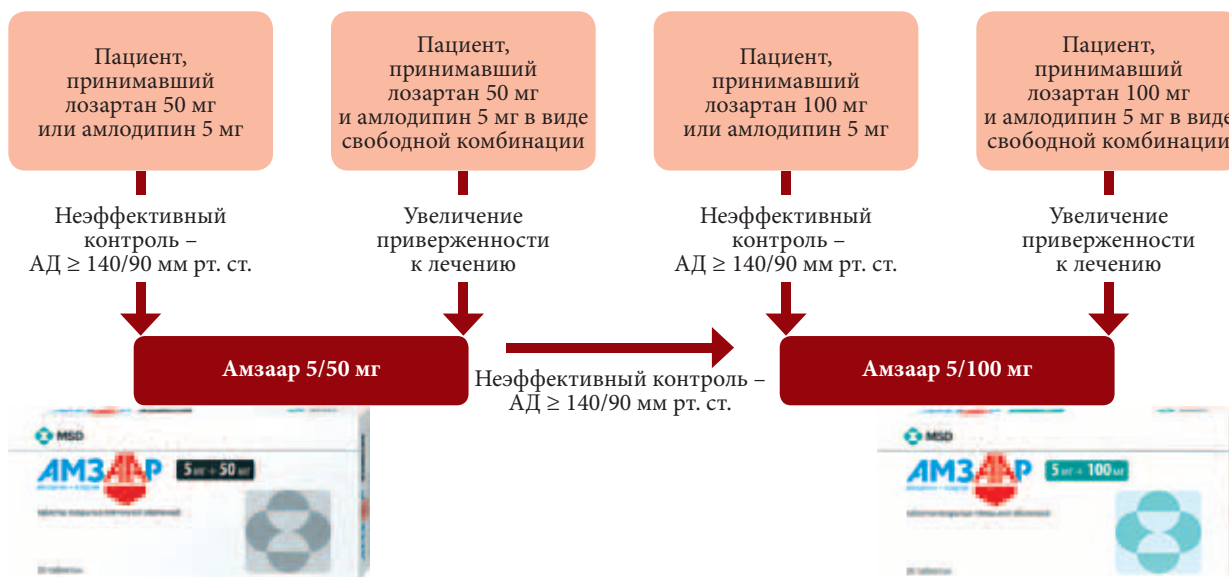 Пациент,
принимавший
лозартан 50 мг
или амлодипин 5 мг
Пациент,
принимавший
лозартан 50 мг
и амлодипин 5 мг в виде
свободной комбинации
Пациент,
принимавший
лозартан 100 мг
или амлодипин 5 мг
Пациент,
принимавший
лозартан 100 мг
и амлодипин 5 мг в виде
свободной комбинации
Неэффективный
контроль –
АД ≥ 140/90 мм рт. ст.
Увеличение
приверженности
к лечению
Неэффективный
контроль –
АД ≥ 140/90 мм рт. ст.
Увеличение
приверженности
к лечению
Амзаар 5/50 мг
Неэффективный контроль –
АД ≥ 140/90 мм рт. ст.
Амзаар 5/100 мг
MSD
АМЗААР 5 мг + 50 мг
MSD
АМЗААР 5 мг + 100 мг